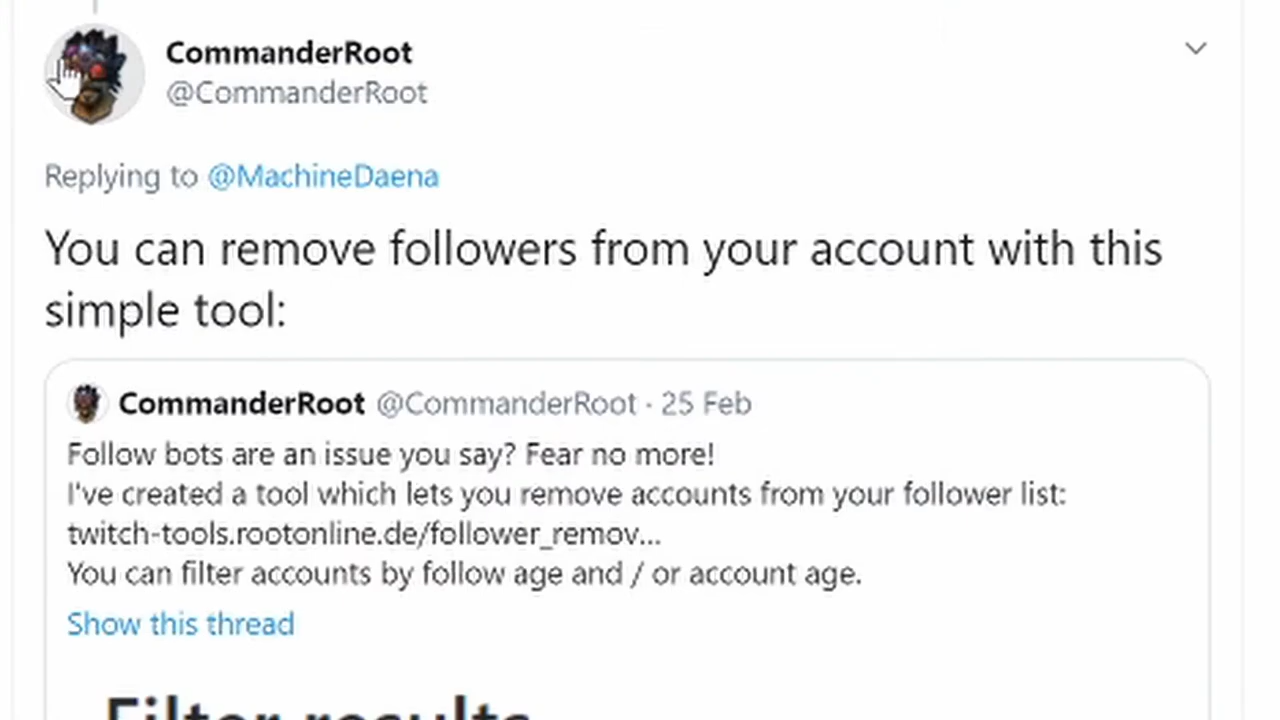 CommanderRoot
@CommanderRoot
Replying to @MachineDaena
You can remove followers from your account with this
simple tool:
CommanderRoot @CommanderRoot · 25 Feb
Follow bots are an issue you say? Fear no more!
I've created a tool which lets you remove accounts from your follower list:
twitch-tools.rootonline.de/follower_remov...
You can filter accounts by follow age and / or account age.
Show this thread
Filter results